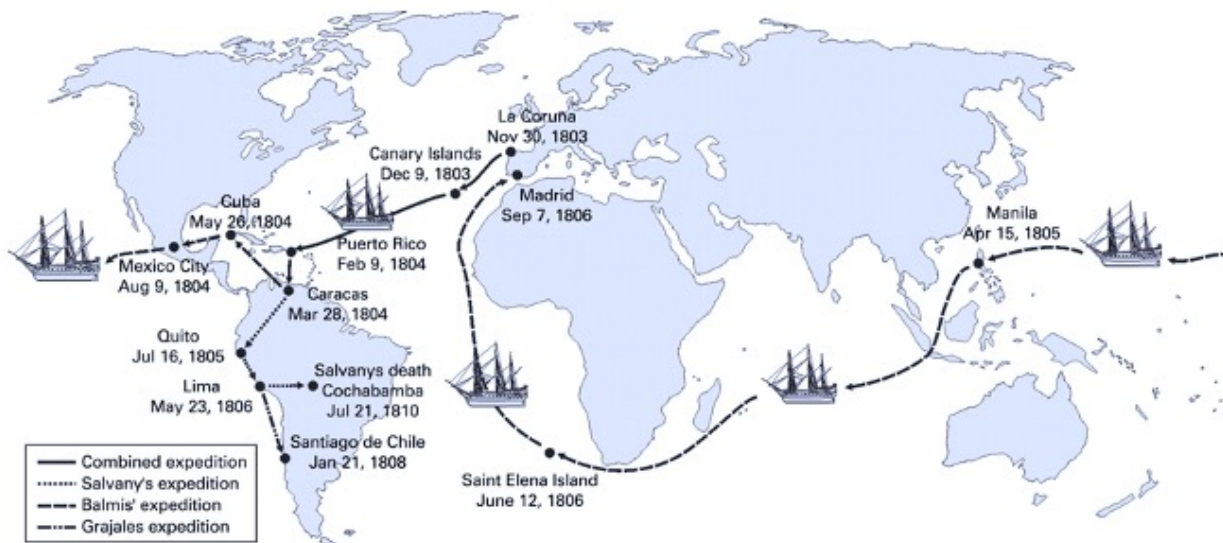 La Coruna
Nov 30, 1803
Canary Islands
Dec 9, 1803
Madrid
Sep 7, 1806
Cuba
May 26, 1804
Manila
Apr 15, 1805
Puerto Rico
Feb 9, 1804
Mexico City
Aug 9, 1804
Caracas
Mar 28, 1804
Quito
Jul 16, 1805
Salvanys death
Cochabamba
Jul 21, 1810
Lima
May 23, 1806
Santiago de Chile
Jan 21, 1808
Saint Elena Island
June 12, 1806
Combined expedition
Salvany's expedition
Balmis' expedition
Grajales expedition